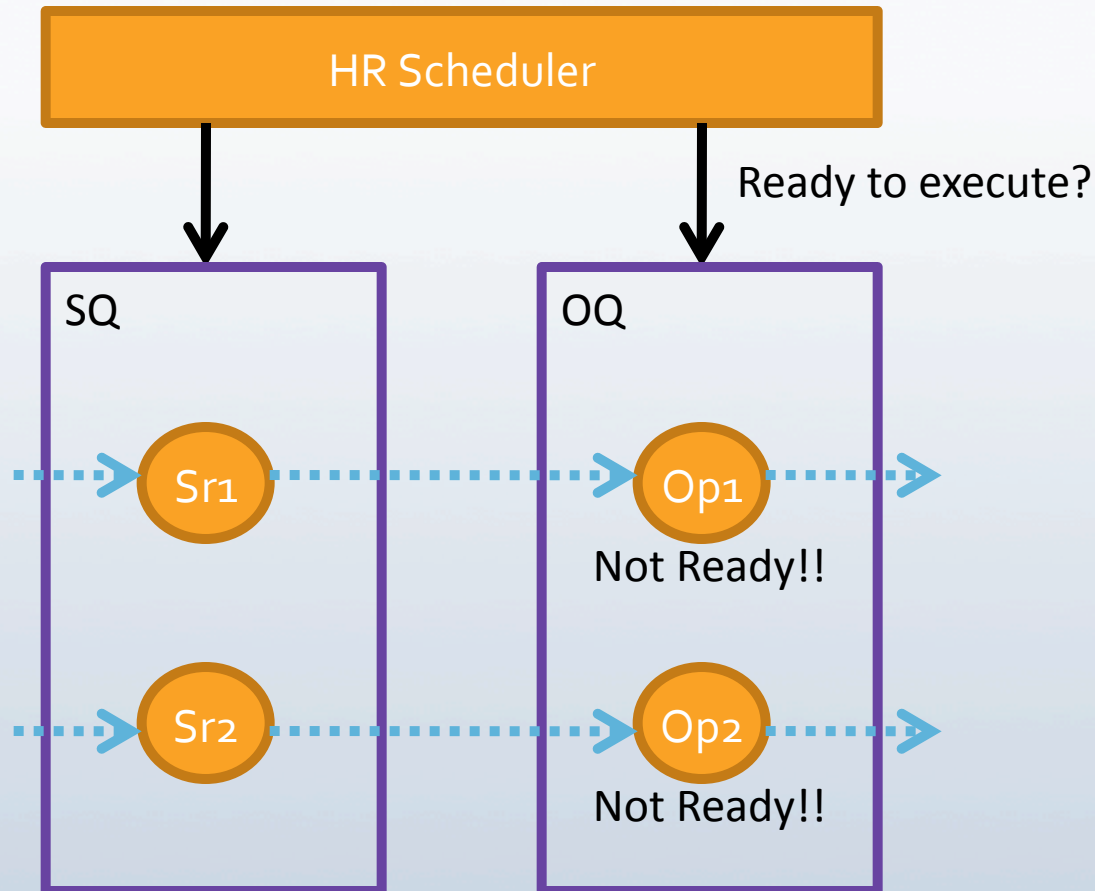 HR Scheduler
Ready to execute?
SQ
OQ
Sr1
Op1
Not Ready!!
Sr2
Op2
Not Ready!!